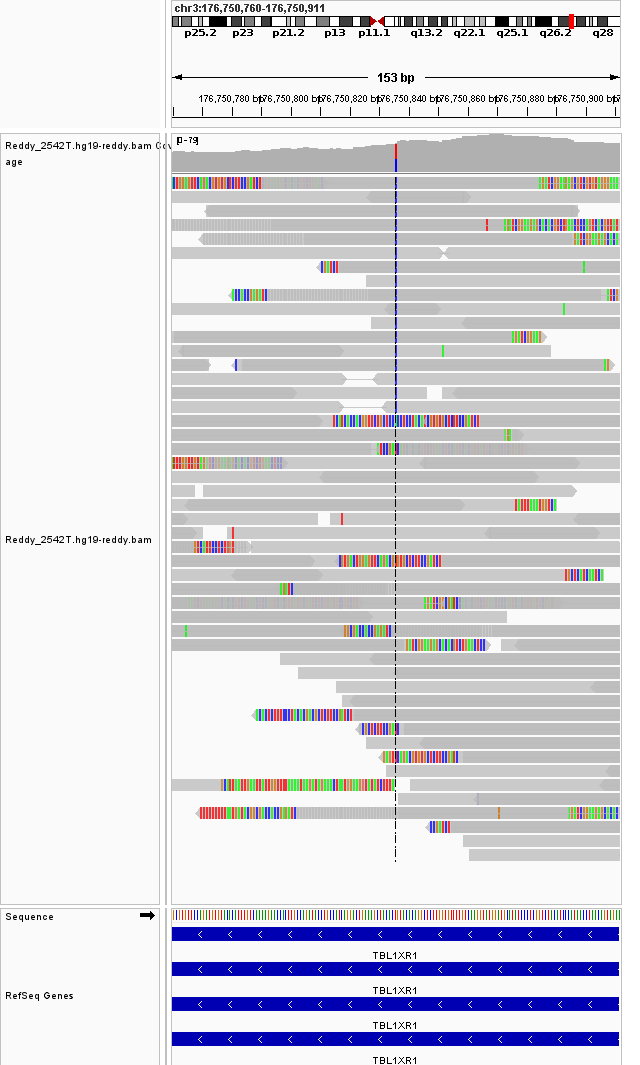 chr3:176,750,760-176,750,911
p25.2 p23 p21.2 p13 p11.1 q13.2 q22.1 q25.1 q26.2 q28
153 bp
176,750,780 bp 176,750,800 bp 176,750,820 bp 176,750,840 bp 176,750,860 bp 176,750,880 bp 176,750,900 bp
Reddy_2542T.hg19-reddy.bam Cov
age
[0-79]
Reddy_2542T.hg19-reddy.bam
Sequence
TBL1XR1
TBL1XR1
RefSeq Genes
TBL1XR1
TBL1XR1